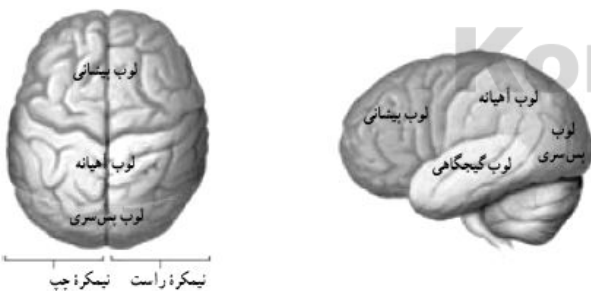 لوب پیشانی
لوب آهیانه
لوب پس‌سری
نیمکرهٔ راست
نیمکرهٔ چپ
لوب پیشانی
لوب آهیانه
لوب گیجگاهی
لوب
پس‌سری
Kon